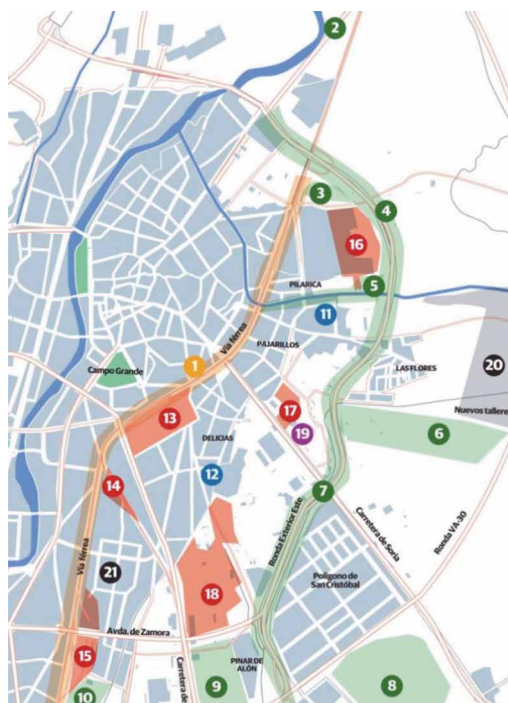 2
3
4
16
5
PILARICA
11
Vía férrea
PAJARILLOS
1
Campo Grande
LAS FLORES
20
Nuevos tallere
13
17
19
6
DELICIAS
14
12
7
Carretera de Soria
Ronda VA-30
Ronda Exterior Este
Vía férrea
21
Polígono de
San Cristóbal
18
Avda. de Zamora
15
Carretera de
PINAR DE
ALÓN
10
9
8